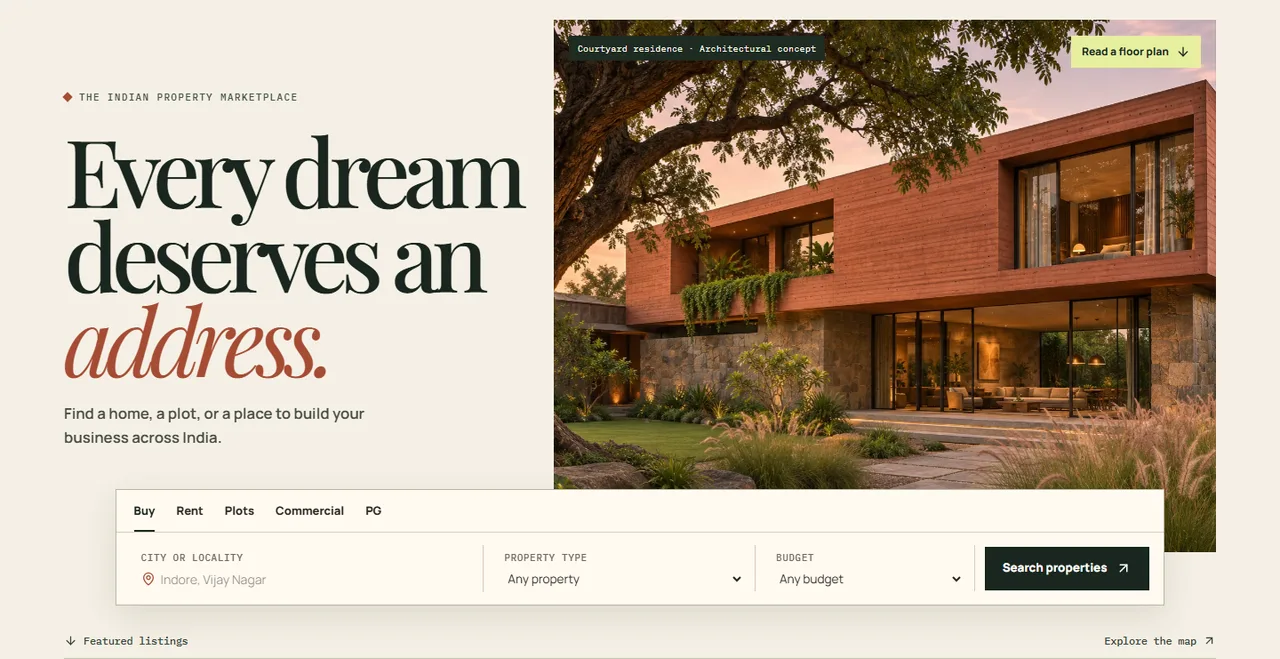 THE INDIAN PROPERTY MARKETPLACE
Every dream
deserves an
address.
Find a home, a plot, or a place to build your
business across India.
Courtyard residence · Architectural concept
Read a floor plan ↓
Buy Rent Plots Commercial PG
CITY OR LOCALITY
Indore, Vijay Nagar
PROPERTY TYPE
Any property
BUDGET
Any budget
Search properties ↗
↓ Featured listings
Explore the map ↗